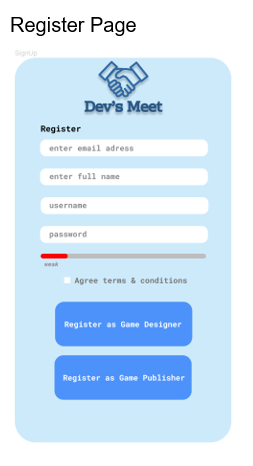 Register Page
SignUp
Dev's Meet
Register
enter email adress
enter full name
username
password
weak
Agree terms & conditions
Register as Game Designer
Register as Game Publisher